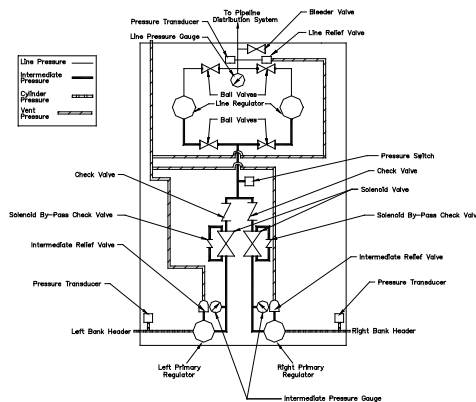 To Pipeline
Distribution System
Bleeder Valve
Pressure Transducer
Line Relief Valve
Line Pressure Gauge
Line Pressure
Intermediate
Pressure
Cylinder
Pressure
Vent
Pressure
Ball Valves
Line Regulator
Ball Valves
Pressure Switch
Check Valve
Check Valve
Solenoid Valve
Solenoid By-Pass Check Valve
Solenoid By-Pass Check Valve
Intermediate Relief Valve
Intermediate Relief Valve
Pressure Transducer
Pressure Transducer
Left Bank Header
Right Bank Header
Left Primary
Regulator
Right Primary
Regulator
Intermediate Pressure Gauge